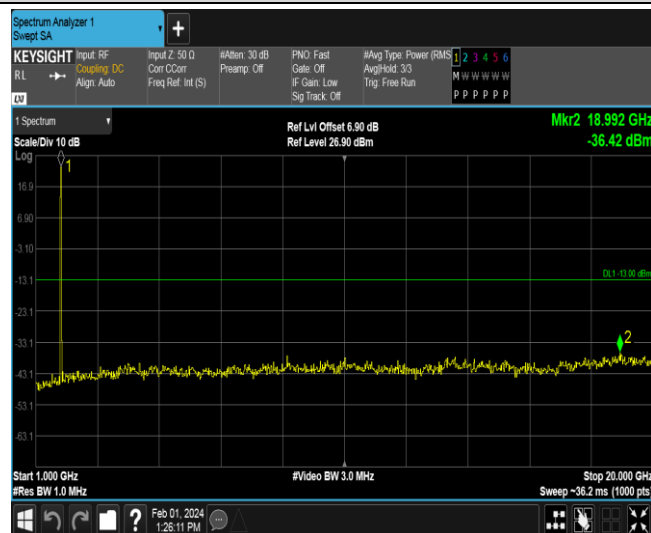 Spectrum Analyzer 1
Swept SA
+
KEYSIGHT
RL
Input: RF
Coupling: DC
Align: Auto
Input Z: 50 Ω
Corr CCorr
Freq Ref: Int (S)
#Atten: 30 dB
Preamp: Off
PNO: Fast
Gate: Off
IF Gain: Low
Sig Track: Off
#Avg Type: Power (RMS
Avg|Hold: 3/3
Trig: Free Run
1 2 3 4 5 6
M W W W W W
P P P P P P
1 Spectrum
Scale/Div 10 dB
Log
Ref Lvl Offset 6.90 dB
Ref Level 26.90 dBm
Mkr2 18.992 GHz
-36.42 dBm
1
16.9
6.90
-3.10
-13.1
DL1 -13.00 dBm
-23.1
-33.1
2
-43.1
-53.1
-63.1
Start 1.000 GHz
#Res BW 1.0 MHz
#Video BW 3.0 MHz
Stop 20.000 GHz
Sweep ~36.2 ms (1000 pts)
?
Feb 01, 2024
1:26:11 PM